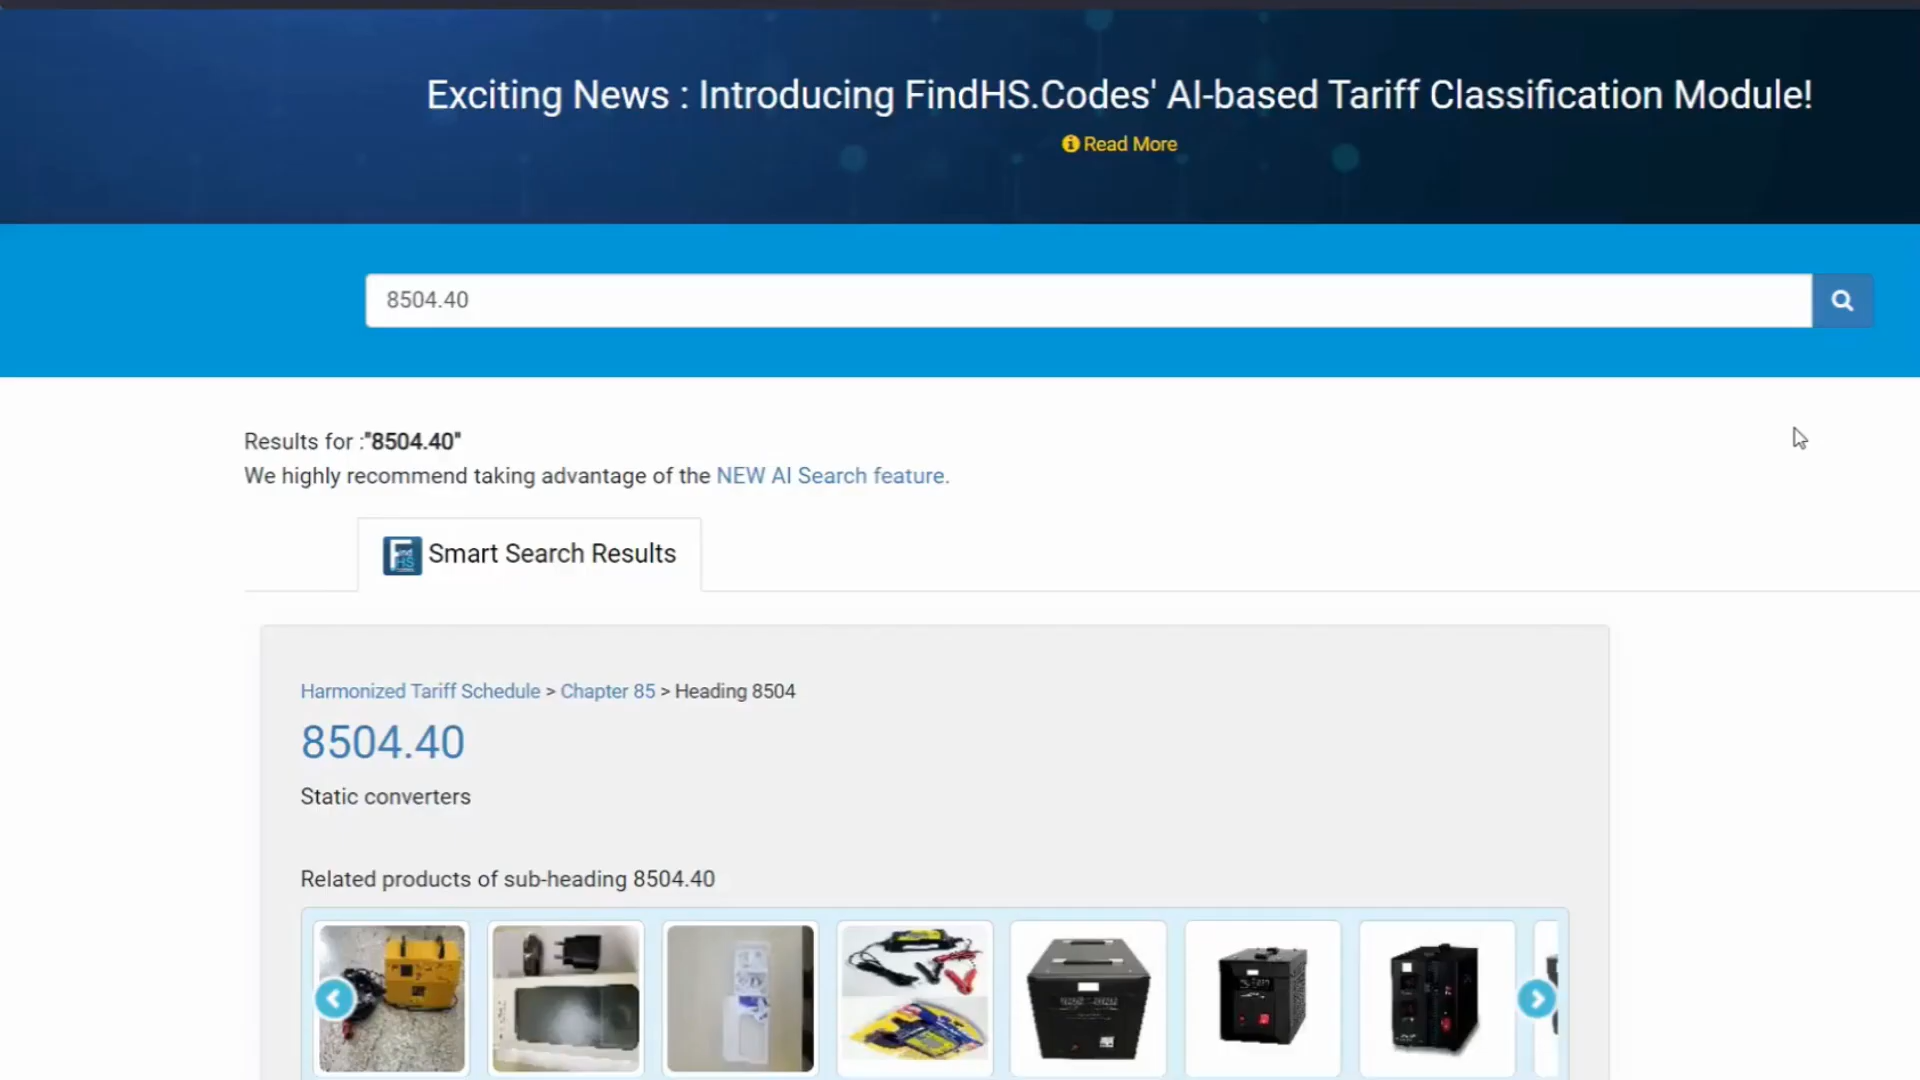 Exciting News : Introducing FindHS.Codes' AI-based Tariff Classification Module!
Read More
8504.40
Results for :"8504.40"
We highly recommend taking advantage of the NEW AI Search feature.
Find HS
Smart Search Results
Harmonized Tariff Schedule > Chapter 85 > Heading 8504
8504.40
Static converters
Related products of sub-heading 8504.40